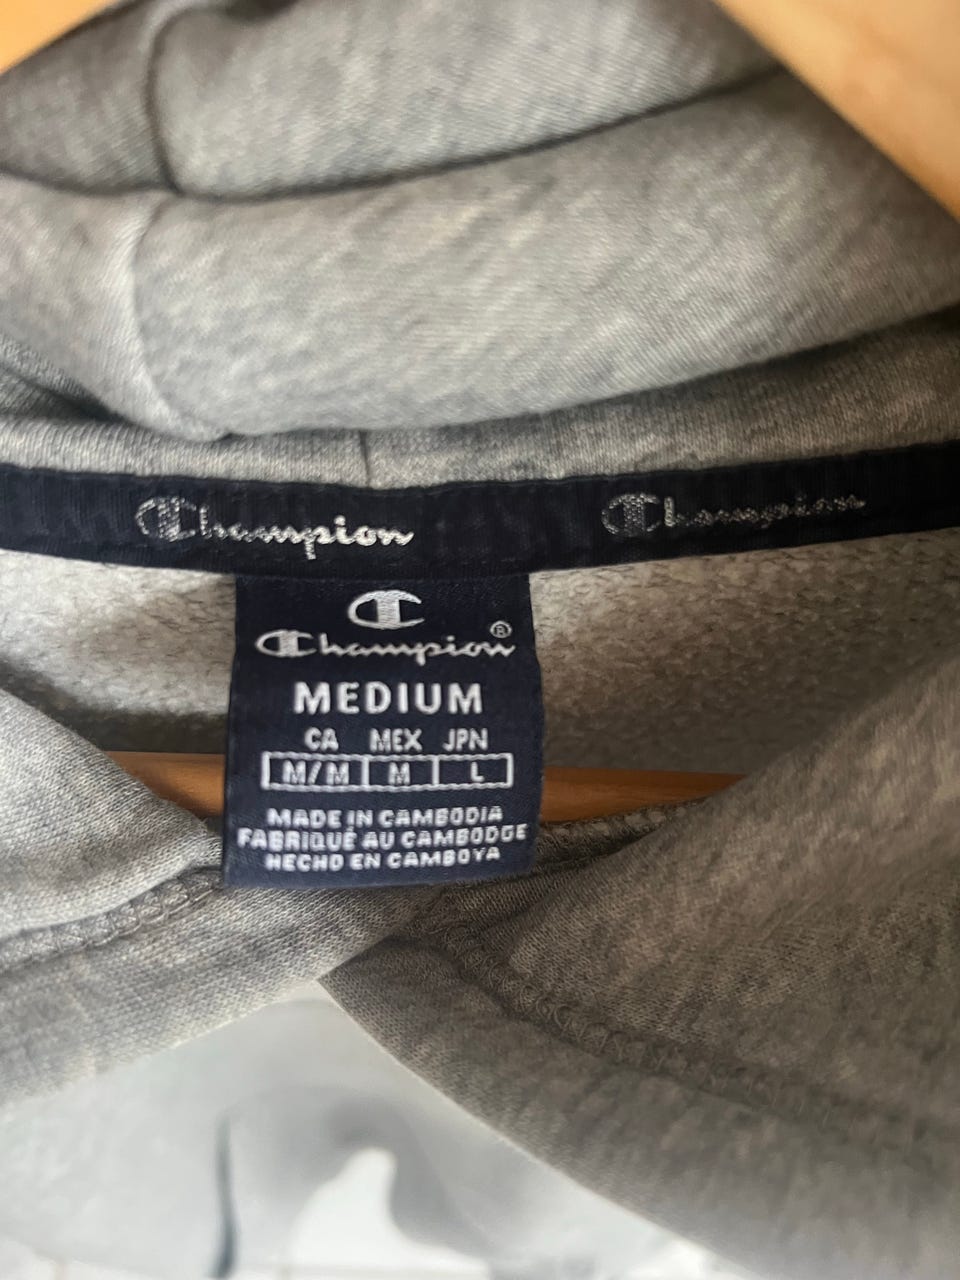 Champion Champion
Champion®
MEDIUM
CA MEX JPN
M/M M L
MADE IN CAMBODIA
FABRIQUÉ AU CAMBODGE
HECHO EN CAMBOYA